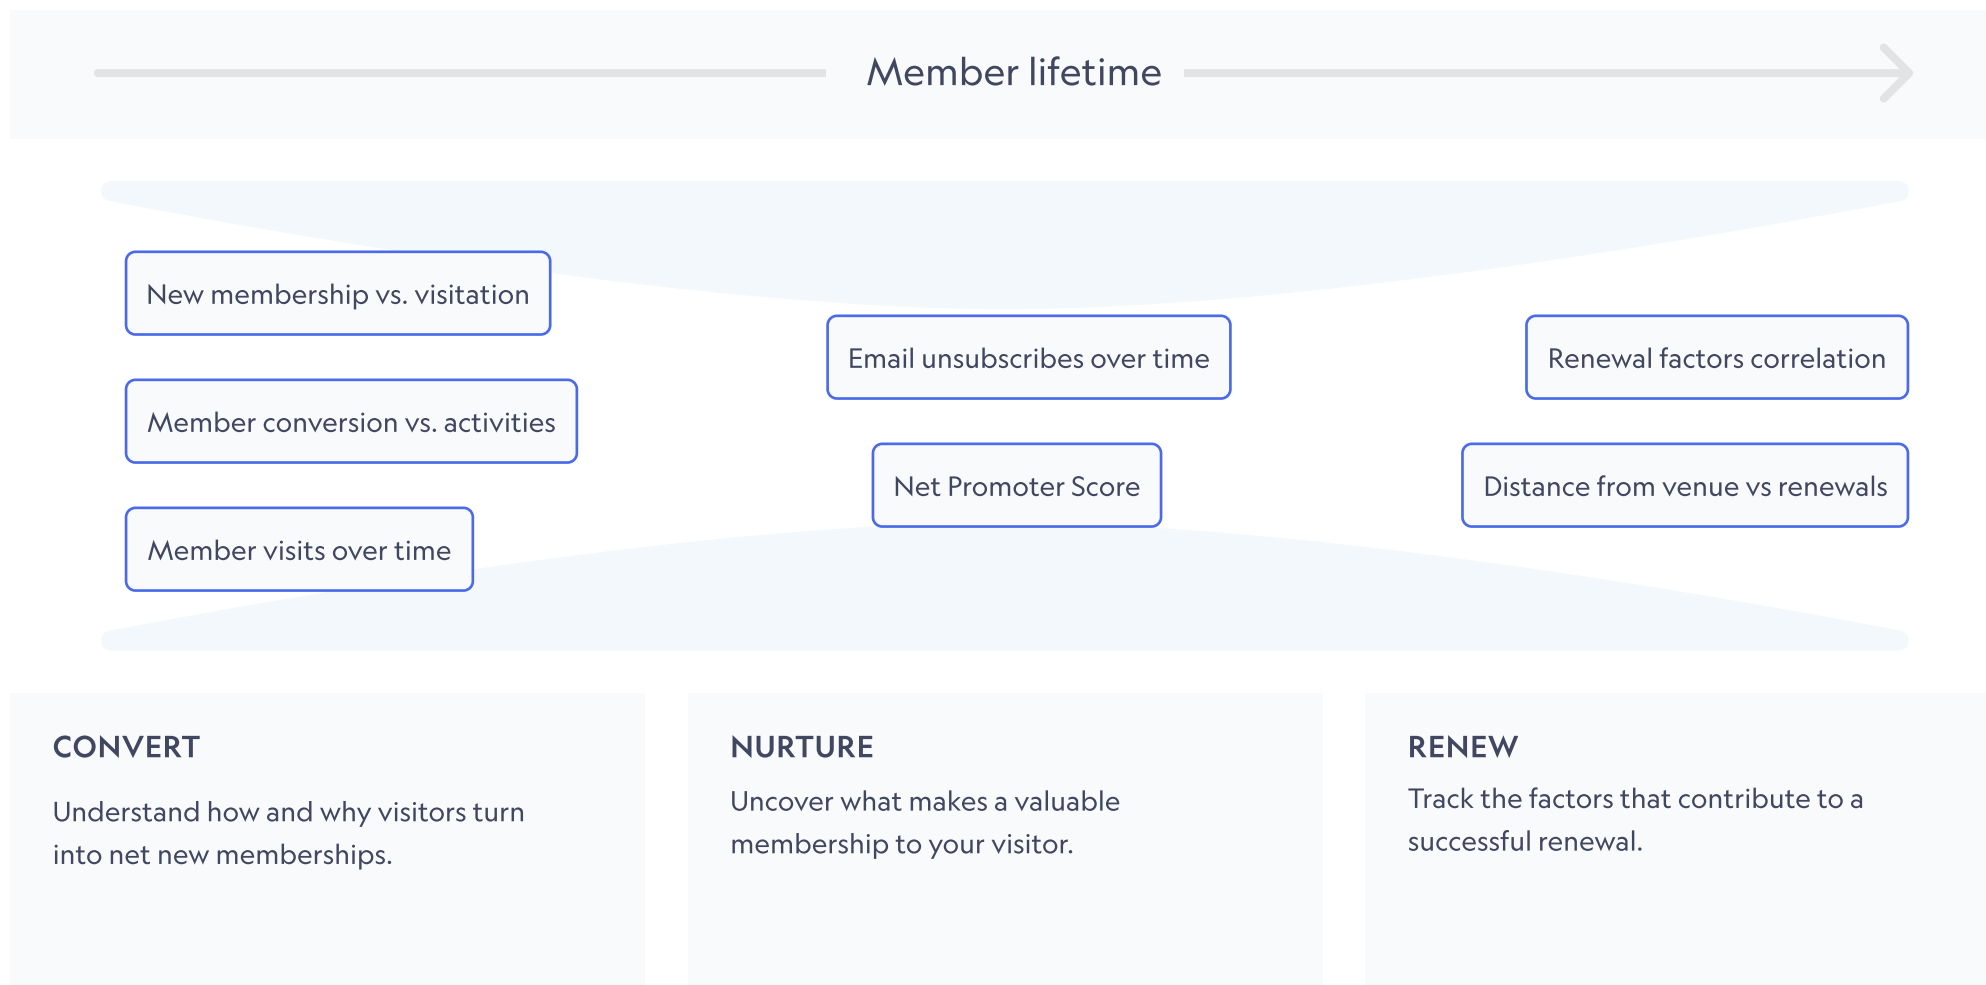 Member lifetime
New membership vs. visitation
Member conversion vs. activities
Member visits over time
Email unsubscribes over time
Net Promoter Score
Renewal factors correlation
Distance from venue vs renewals
CONVERT
Understand how and why visitors turn
into net new memberships.
NURTURE
Uncover what makes a valuable
membership to your visitor.
RENEW
Track the factors that contribute to a
successful renewal.